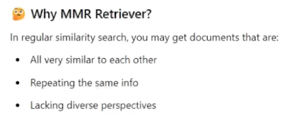 🤔 Why MMR Retriever?
In regular similarity search, you may get documents that are:
• All very similar to each other
• Repeating the same info
• Lacking diverse perspectives